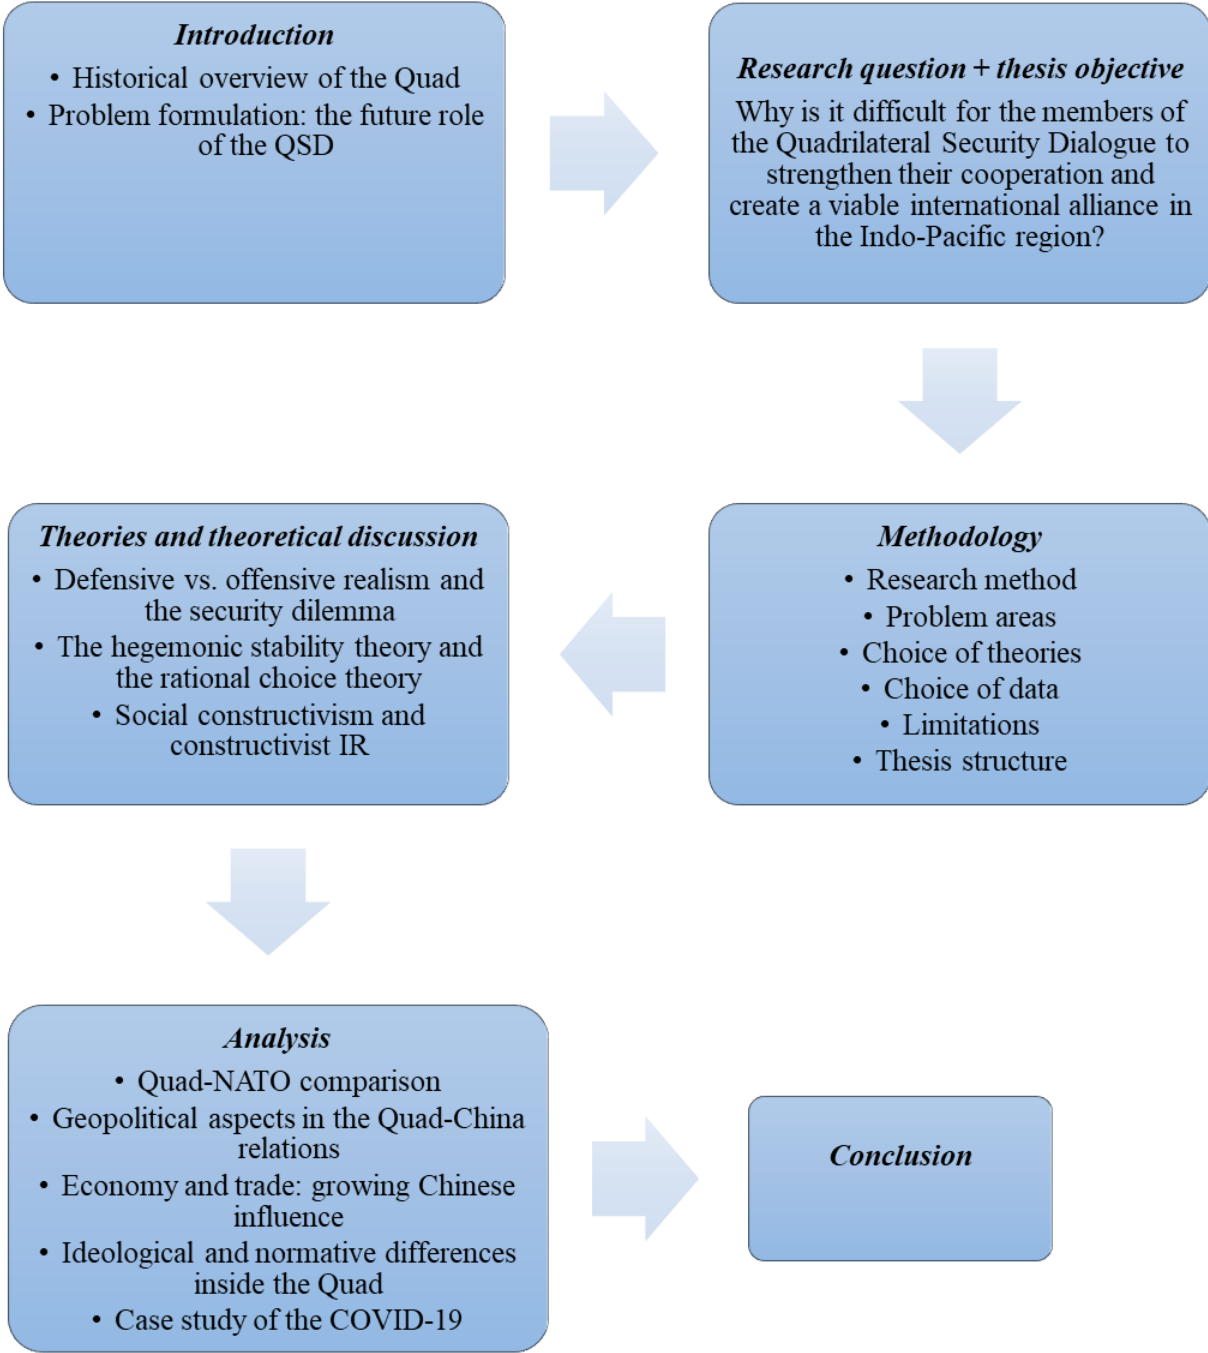 Introduction
• Historical overview of the Quad
• Problem formulation: the future role
of the QSD
Research question + thesis objective
Why is it difficult for the members of
the Quadrilateral Security Dialogue to
strengthen their cooperation and
create a viable international alliance in
the Indo-Pacific region?
Methodology
• Research method
• Problem areas
• Choice of theories
• Choice of data
• Limitations
• Thesis structure
Theories and theoretical discussion
• Defensive vs. offensive realism and
the security dilemma
• The hegemonic stability theory and
the rational choice theory
• Social constructivism and
constructivist IR
Analysis
• Quad-NATO comparison
• Geopolitical aspects in the Quad-China
relations
• Economy and trade: growing Chinese
influence
• Ideological and normative differences
inside the Quad
• Case study of the COVID-19
Conclusion